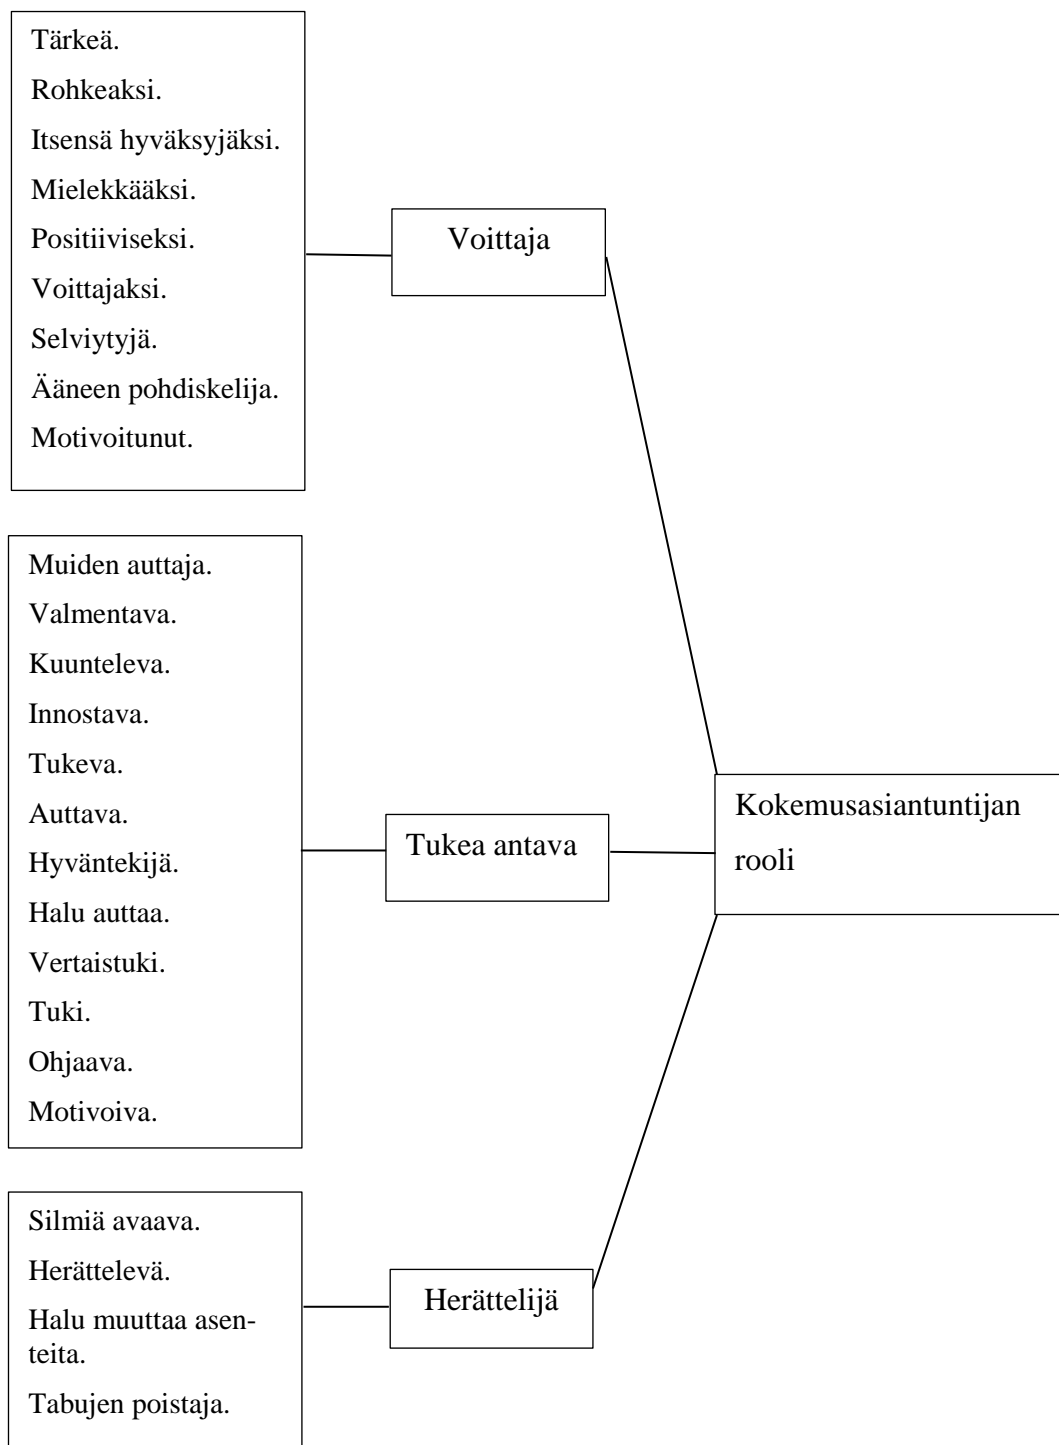 Tärkeä.
Rohkeaksi.
Itsensä hyväksyjäksi.
Mielekkääksi.
Positiiviseksi.
Voittajaksi.
Selviytyjä.
Ääneen pohdiskelija.
Motivoitunut.
Voittaja
Muiden auttaja.
Valmentava.
Kuunteleva.
Innostava.
Tukeva.
Auttava.
Hyväntekijä.
Halu auttaa.
Vertaistuki.
Tuki.
Ohjaava.
Motivoiva.
Tukea antava
Kokemusasiantuntijan
rooli
Silmiä avaava.
Herättelevä.
Halu muuttaa asen-
teita.
Tabujen poistaja.
Herättelijä